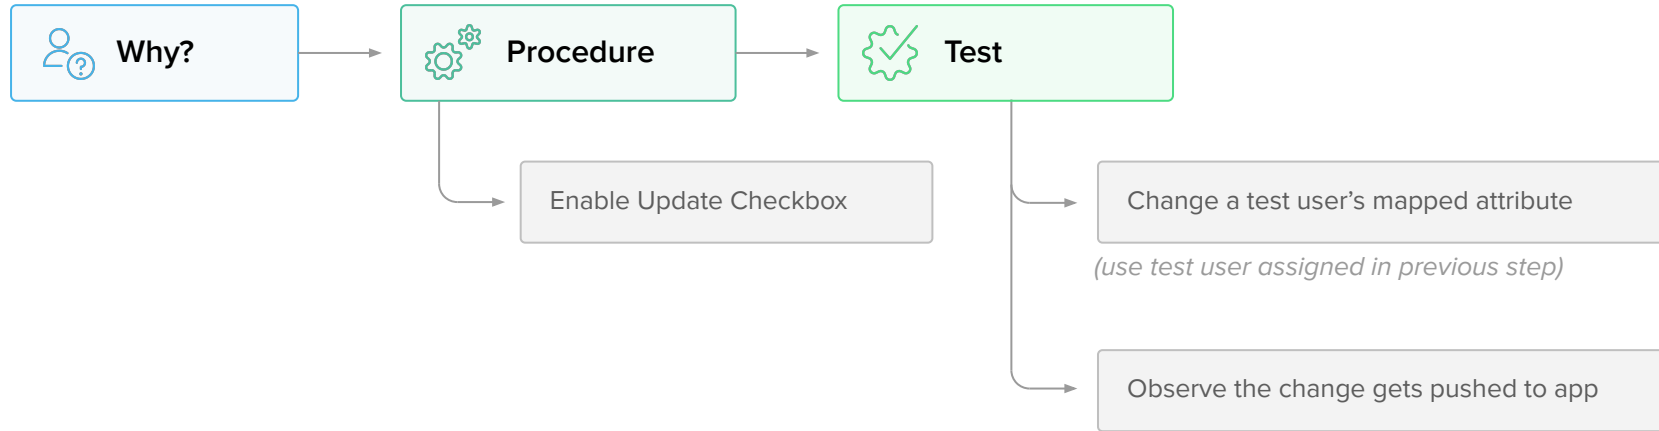 Why?
Procedure
Test
Enable Update Checkbox
Change a test user’s mapped attribute
(use test user assigned in previous step)
Observe the change gets pushed to app